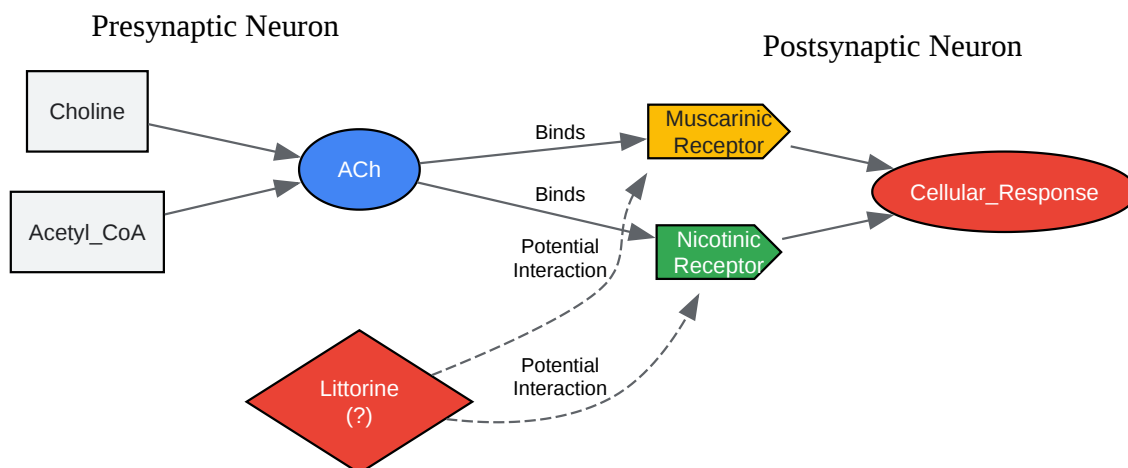 Presynaptic Neuron
Postsynaptic Neuron
Choline
Acetyl_CoA
ACh
Binds
Binds
Muscarinic
Receptor
Nicotinic
Receptor
Cellular_Response
Potential
Interaction
Potential
Interaction
Littorine
(?)